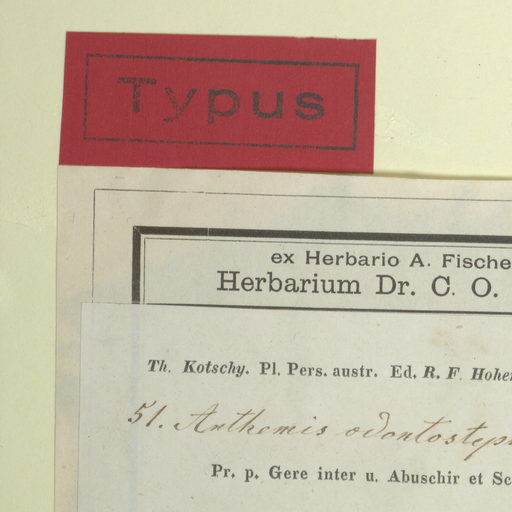 Typus
ex Herbario A. Fische
Herbarium Dr. C. O.
Th. Kotschy. Pl. Pers. austr. Ed. R. F. Hohen
51. Anthemis odontostep
Pr. p. Gere inter u. Abuschir et Sc